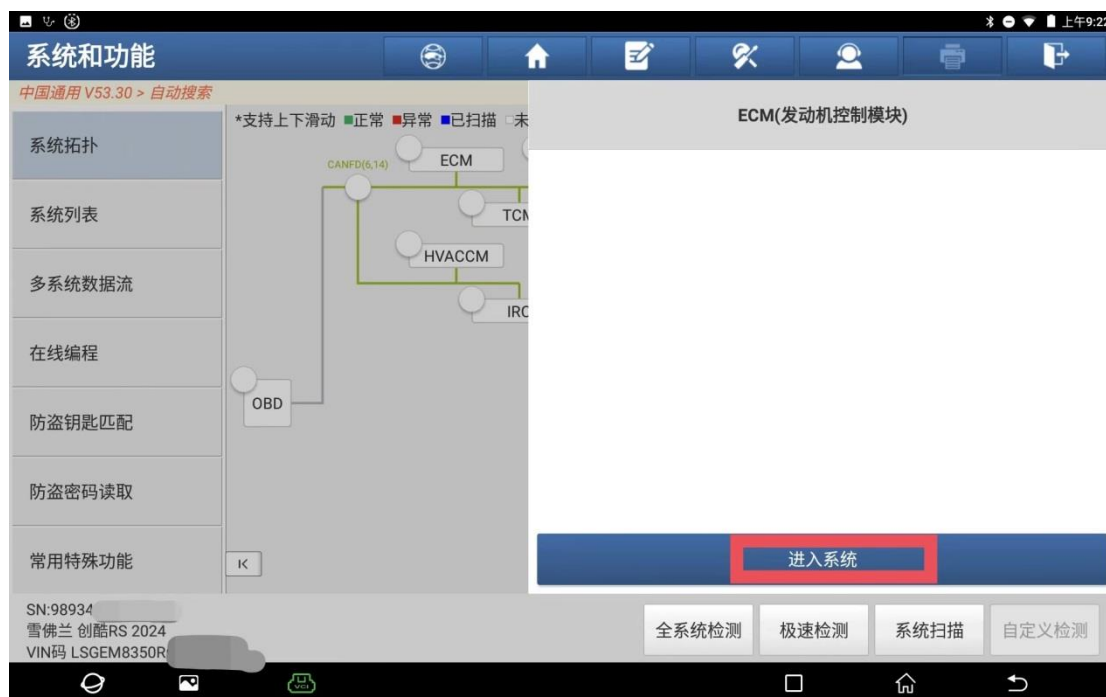 上午9:22
系统和功能
中国通用 V53.30 > 自动搜索
系统拓扑
系统列表
多系统数据流
在线编程
防盗钥匙匹配
防盗密码读取
常用特殊功能
*支持上下滑动 正常 异常 已扫描 未
CANFD(6,14)
ECM
TCM
HVACCM
IRC
OBD
ECM(发动机控制模块)
进入系统
SN:98934
雪佛兰 创酷RS 2024
VIN码 LSGEM8350R
全系统检测 极速检测 系统扫描 自定义检测
VCI